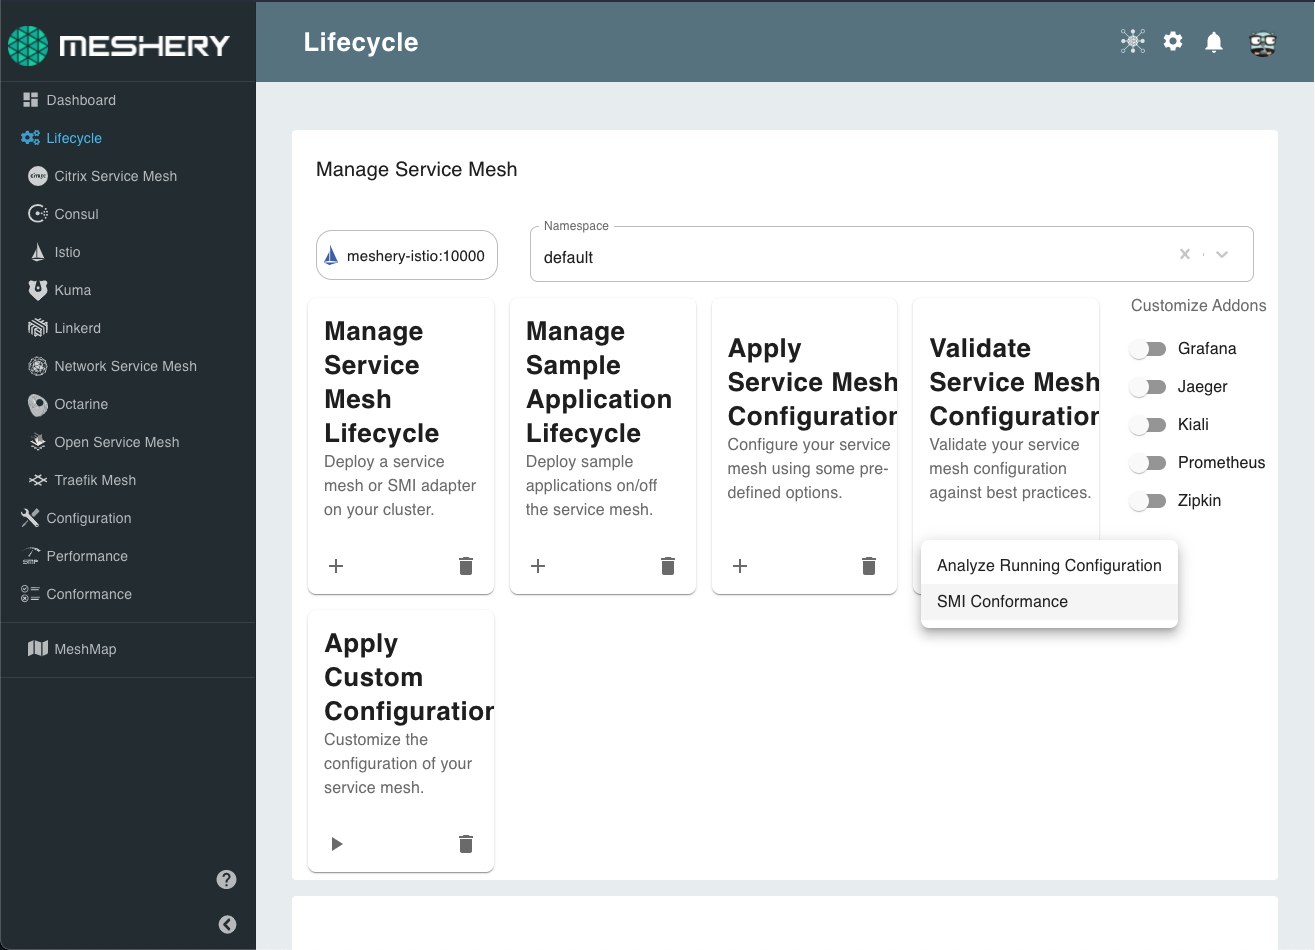 MESHERY
Lifecycle
Dashboard
Lifecycle
Citrix Service Mesh
Consul
Istio
Kuma
Linkerd
Network Service Mesh
Octarine
Open Service Mesh
Traefik Mesh
Configuration
Performance
Conformance
MeshMap
Manage Service Mesh
meshery-istio:10000
Namespace
default
Manage
Service
Mesh
Lifecycle
Deploy a service
mesh or SMI adapter
on your cluster.
Manage
Sample
Application
Lifecycle
Deploy sample
applications on/off
the service mesh.
Apply
Service Mesh
Configuration
Configure your service
mesh using some pre-
defined options.
Validate
Service Mesh
Configuration
Validate your service
mesh configuration
against best practices.
Analyze Running Configuration
SMI Conformance
Customize Addons
Grafana
Jaeger
Kiali
Prometheus
Zipkin
Apply
Custom
Configuration
Customize the
configuration of your
service mesh.